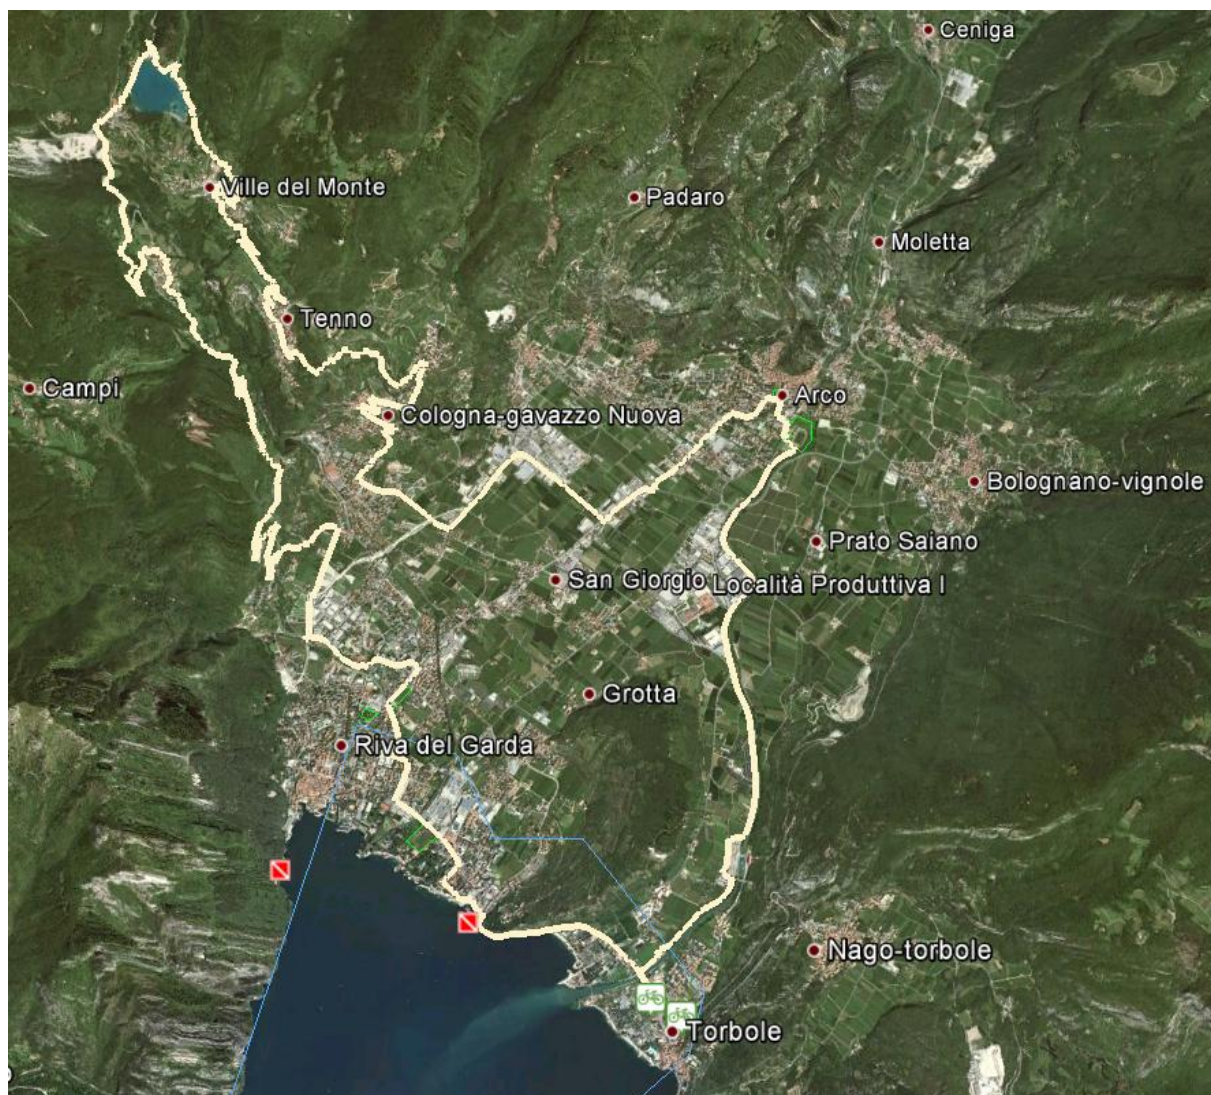 Ceniga
Ville del Monte
Padaro
Moletta
Tenno
Campi
Arco
Cologna-gavazzo Nuova
Bolognano-vignole
Prato Saiano
San Giorgio
Località Produttiva I
Grotta
Riva del Garda
Nago-torbole
Torbole